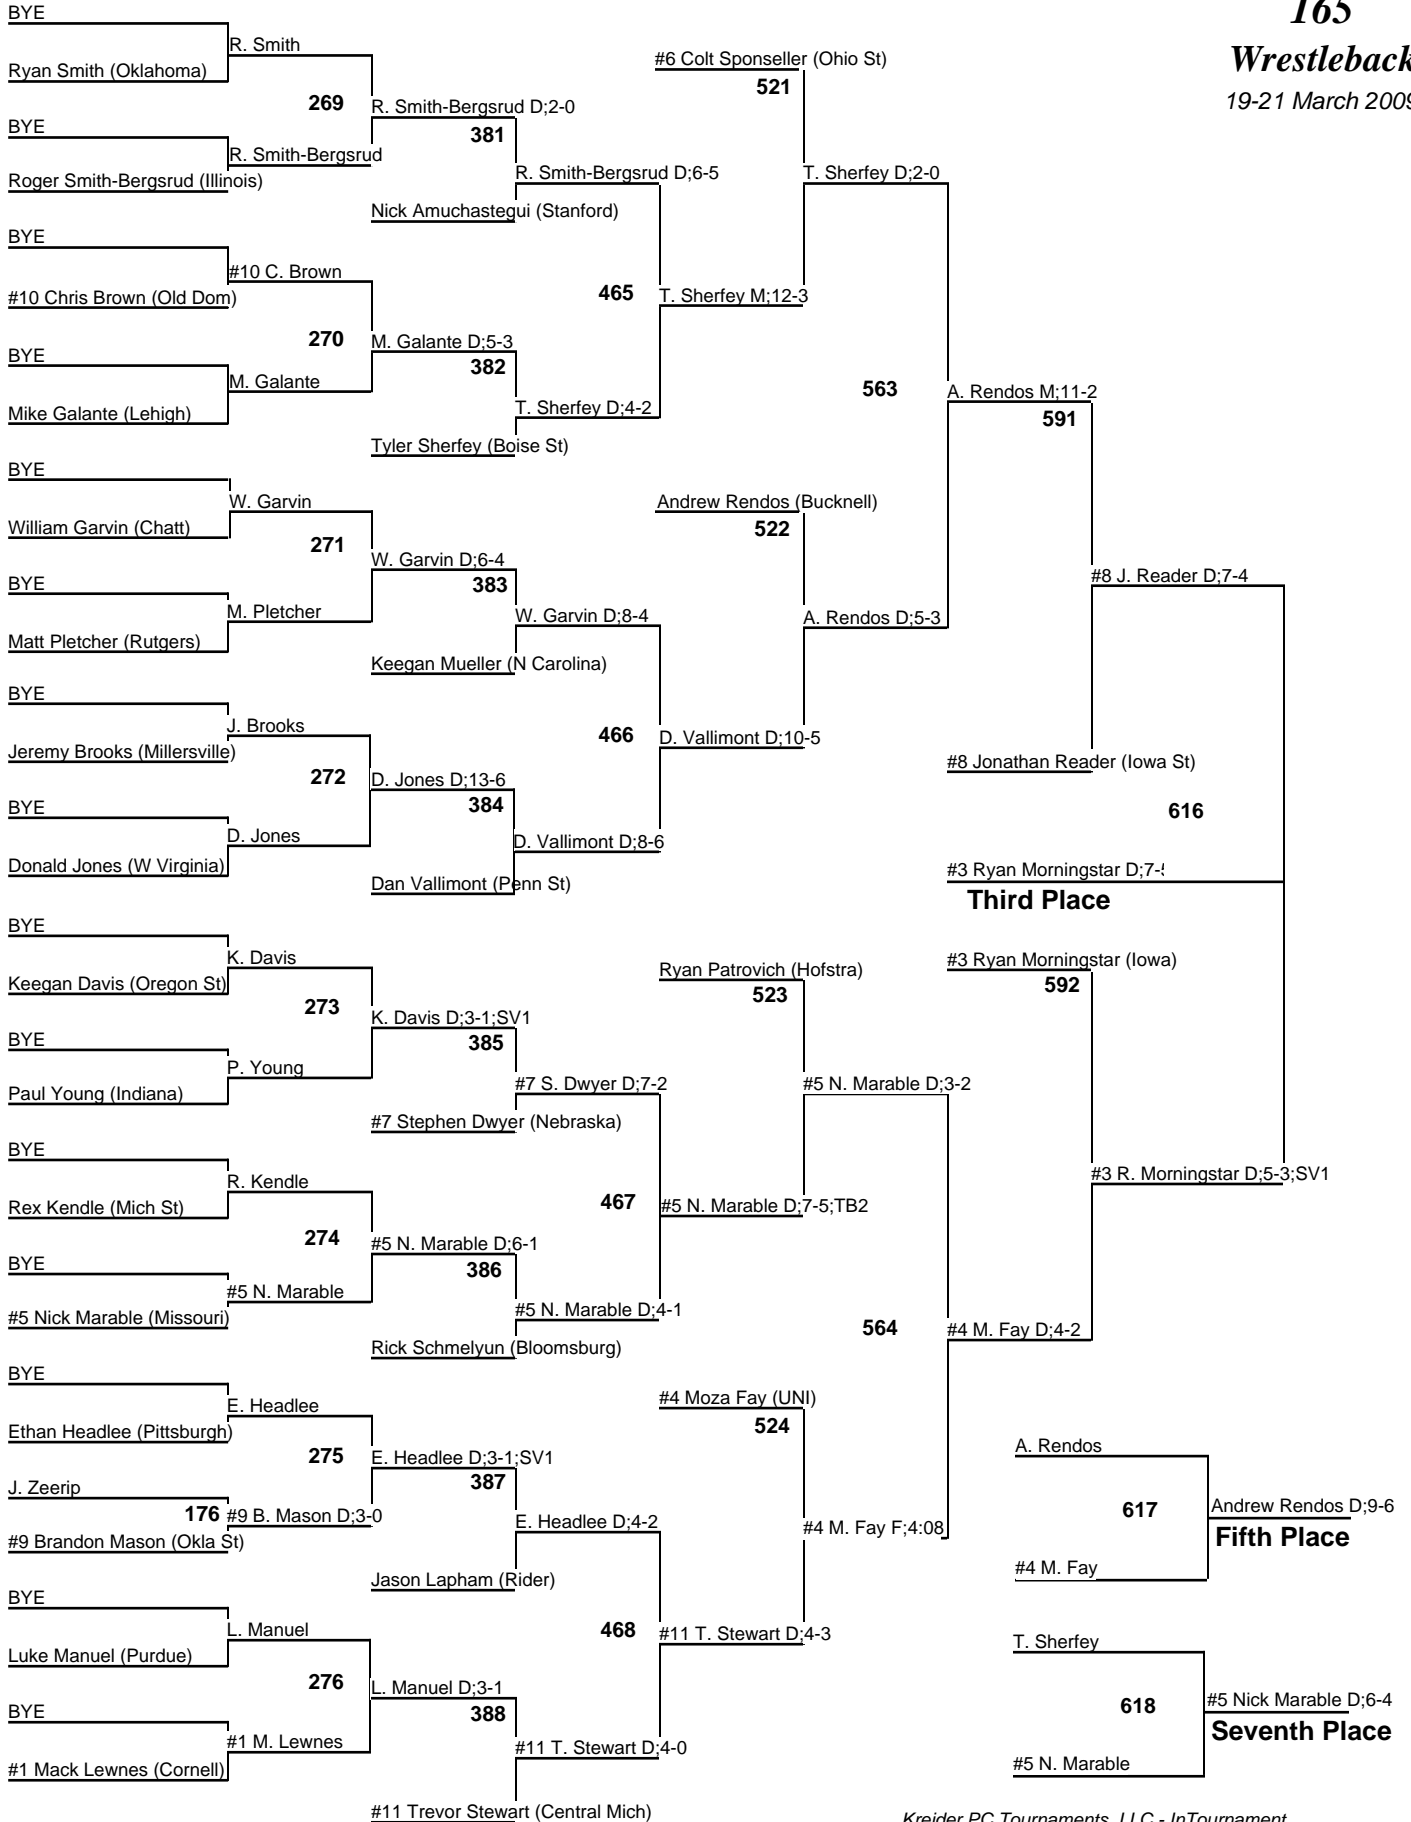 BYE
165
R. Smith
#6 Colt Sponseller (Ohio St)
Wrestleback
Ryan Smith (Oklahoma)
521
19-21 March 2009
269
R. Smith-Bergsrud D;2-0
BYE
381
R. Smith-Bergsrud
Roger Smith-Bergsrud (Illinois)
R. Smith-Bergsrud D;6-5
T. Sherfey D;2-0
Nick Amuchastegui (Stanford)
BYE
#10 C. Brown
#10 Chris Brown (Old Dom)
465
T. Sherfey M;12-3
270
M. Galante D;5-3
BYE
382
M. Galante
563
A. Rendos M;11-2
Mike Galante (Lehigh)
T. Sherfey D;4-2
591
Tyler Sherfey (Boise St)
BYE
W. Garvin
Andrew Rendos (Bucknell)
William Garvin (Chatt)
522
271
W. Garvin D;6-4
BYE
383
#8 J. Reader D;7-4
M. Pletcher
W. Garvin D;8-4
A. Rendos D;5-3
Matt Pletcher (Rutgers)
Keegan Mueller (N Carolina)
BYE
J. Brooks
466
D. Vallimont D;10-5
Jeremy Brooks (Millersville)
#8 Jonathan Reader (Iowa St)
272
D. Jones D;13-6
BYE
384
616
D. Jones
D. Vallimont D;8-6
Donald Jones (W Virginia)
#3 Ryan Morningstar D;7-5
Dan Vallimont (Penn St)
Third Place
BYE
K. Davis
Ryan Patrovich (Hofstra)
#3 Ryan Morningstar (Iowa)
Keegan Davis (Oregon St)
523
592
273
K. Davis D;3-1;SV1
BYE
385
P. Young
#7 S. Dwyer D;7-2
#5 N. Marable D;3-2
Paul Young (Indiana)
#7 Stephen Dwyer (Nebraska)
BYE
R. Kendle
#3 R. Morningstar D;5-3;SV1
Rex Kendle (Mich St)
467
#5 N. Marable D;7-5;TB2
274
#5 N. Marable D;6-1
BYE
386
#5 N. Marable
#5 Nick Marable (Missouri)
#5 N. Marable D;4-1
564
#4 M. Fay D;4-2
Rick Schmelyun (Bloomsburg)
BYE
E. Headlee
#4 Moza Fay (UNI)
Ethan Headlee (Pittsburgh)
524
A. Rendos
275
E. Headlee D;3-1;SV1
J. Zeerip
387
176
#9 B. Mason D;3-0
E. Headlee D;4-2
#4 M. Fay F;4:08
617
Andrew Rendos D;9-6
#9 Brandon Mason (Okla St)
Fifth Place
Jason Lapham (Rider)
#4 M. Fay
BYE
L. Manuel
468
#11 T. Stewart D;4-3
Luke Manuel (Purdue)
T. Sherfey
276
L. Manuel D;3-1
BYE
388
618
#5 Nick Marable D;6-4
#1 M. Lewnes
#11 T. Stewart D;4-0
Seventh Place
#1 Mack Lewnes (Cornell)
#5 N. Marable
#11 Trevor Stewart (Central Mich)
Kreider PC Tournaments, LLC - InTournament